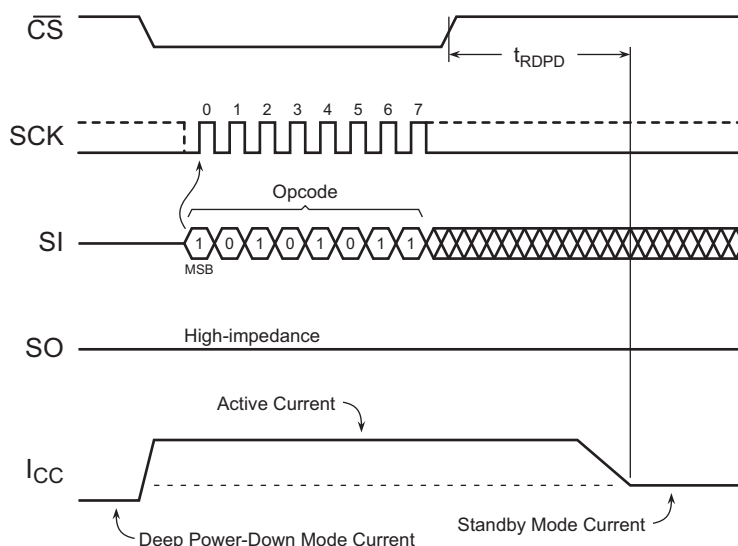 CS
tRDPD
0 1 2 3 4 5 6 7
SCK
Opcode
SI
1 0 1 0 1 0 1 1
MSB
High-impedance
SO
Active Current
ICC
Standby Mode Current
Deep Power-Down Mode Current